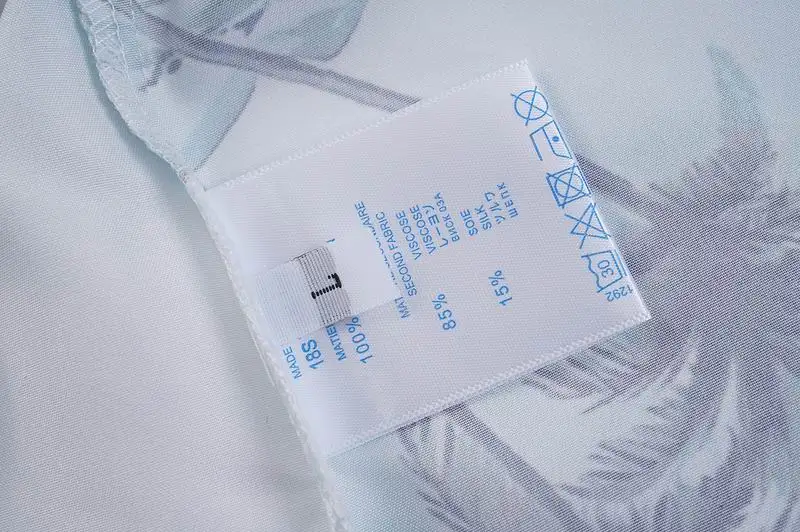 MADE
18S
MATIE
100%
MAT
AIRE
SECOND FABRIC
85%
VISCOSE
VISCOSE
レーヨン
ВИСКОЗА
15%
SOIE
SILK
シルク
ШЕЛК
30
1292
L